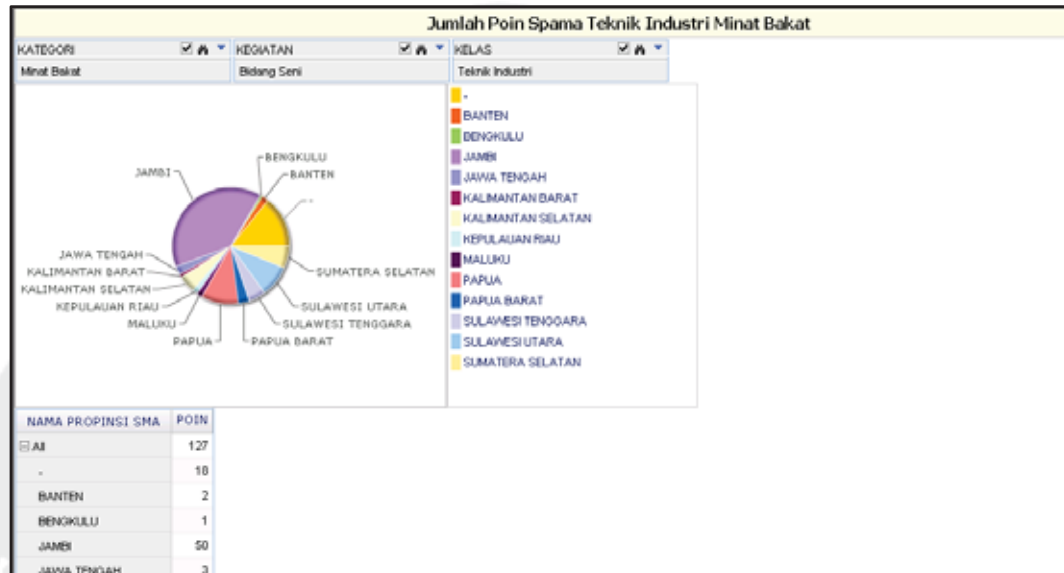 Jumlah Poin Spama Teknik Industri Minat Bakat
KATEGORI KEGIATAN KELAS
Minat Bakat Bidang Seni Teknik Industri
JAMBI
BENGKULU
BANTEN
-
JAWA TENGAH
KALIMANTAN BARAT
KALIMANTAN SELATAN
KEPULAUAN RIAU
MALUKU
PAPUA
PAPUA BARAT
SULAWESI TENGGARA
SULAWESI UTARA
SUMATERA SELATAN
-
BANTEN
BENGKULU
JAMBI
JAWA TENGAH
KALIMANTAN BARAT
KALIMANTAN SELATAN
KEPULAUAN RIAU
MALUKU
PAPUA
PAPUA BARAT
SULAWESI TENGGARA
SULAWESI UTARA
SUMATERA SELATAN
NAMA PROPINSI SMA POIN
All 127
- 18
BANTEN 2
BENGKULU 1
JAMBI 50
JAWA TENGAH 3